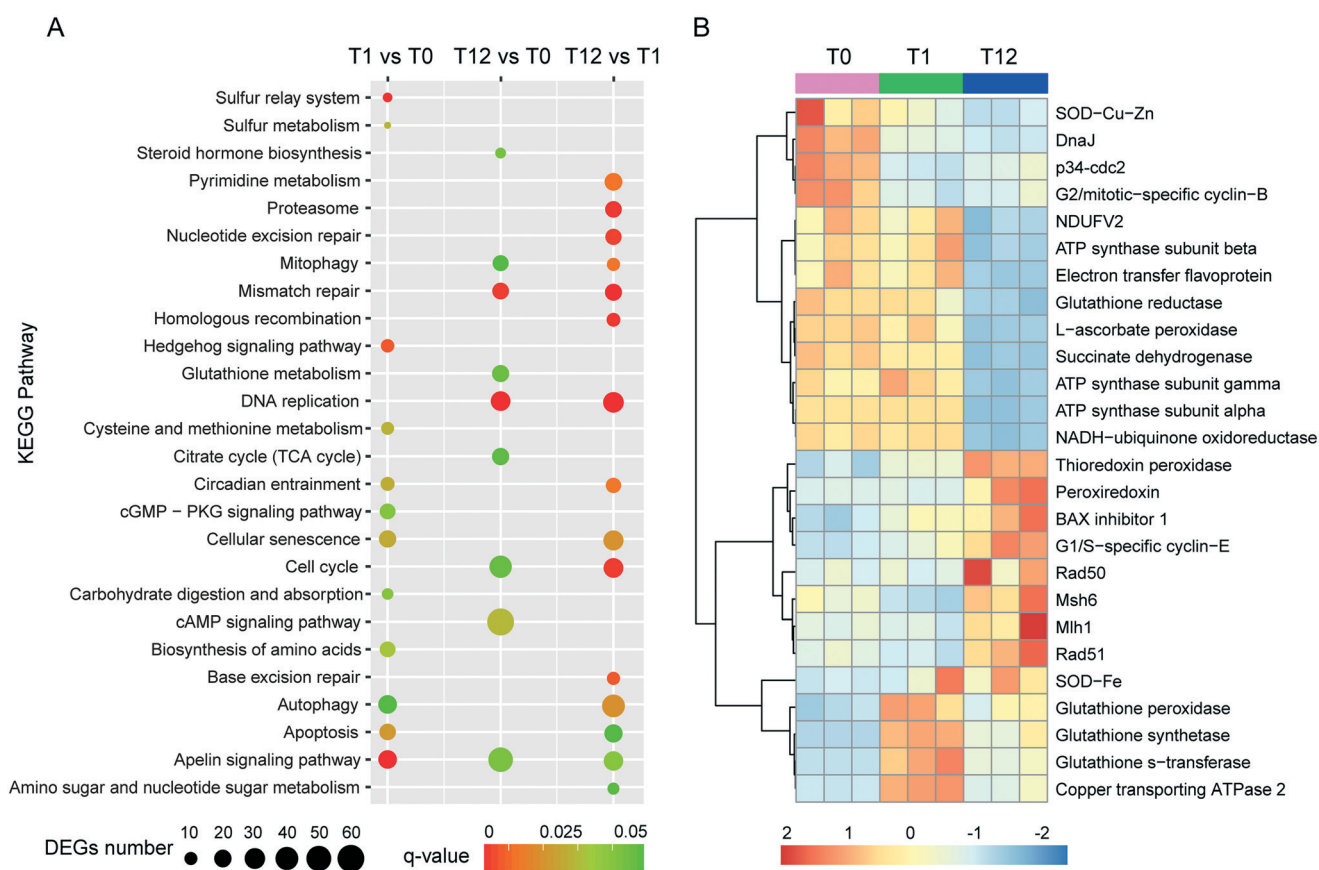 A
T1 vs T0 T12 vs T0 T12 vs T1
KEGG Pathway
Sulfur relay system
Sulfur metabolism
Steroid hormone biosynthesis
Pyrimidine metabolism
Proteasome
Nucleotide excision repair
Mitophagy
Mismatch repair
Homologous recombination
Hedgehog signaling pathway
Glutathione metabolism
DNA replication
Cysteine and methionine metabolism
Citrate cycle (TCA cycle)
Circadian entrainment
cGMP − PKG signaling pathway
Cellular senescence
Cell cycle
Carbohydrate digestion and absorption
cAMP signaling pathway
Biosynthesis of amino acids
Base excision repair
Autophagy
Apoptosis
Apelin signaling pathway
Amino sugar and nucleotide sugar metabolism
10 20 30 40 50 60
DEGs number
0 0.025 0.05
q-value
B
T0 T1 T12
SOD−Cu−Zn
DnaJ
p34-cdc2
G2/mitotic−specific cyclin−B
NDUFV2
ATP synthase subunit beta
Electron transfer flavoprotein
Glutathione reductase
L−ascorbate peroxidase
Succinate dehydrogenase
ATP synthase subunit gamma
ATP synthase subunit alpha
NADH−ubiquinone oxidoreductase
Thioredoxin peroxidase
Peroxiredoxin
BAX inhibitor 1
G1/S−specific cyclin−E
Rad50
Msh6
Mlh1
Rad51
SOD−Fe
Glutathione peroxidase
Glutathione synthetase
Glutathione s−transferase
Copper transporting ATPase 2
2 1 0 -1 -2